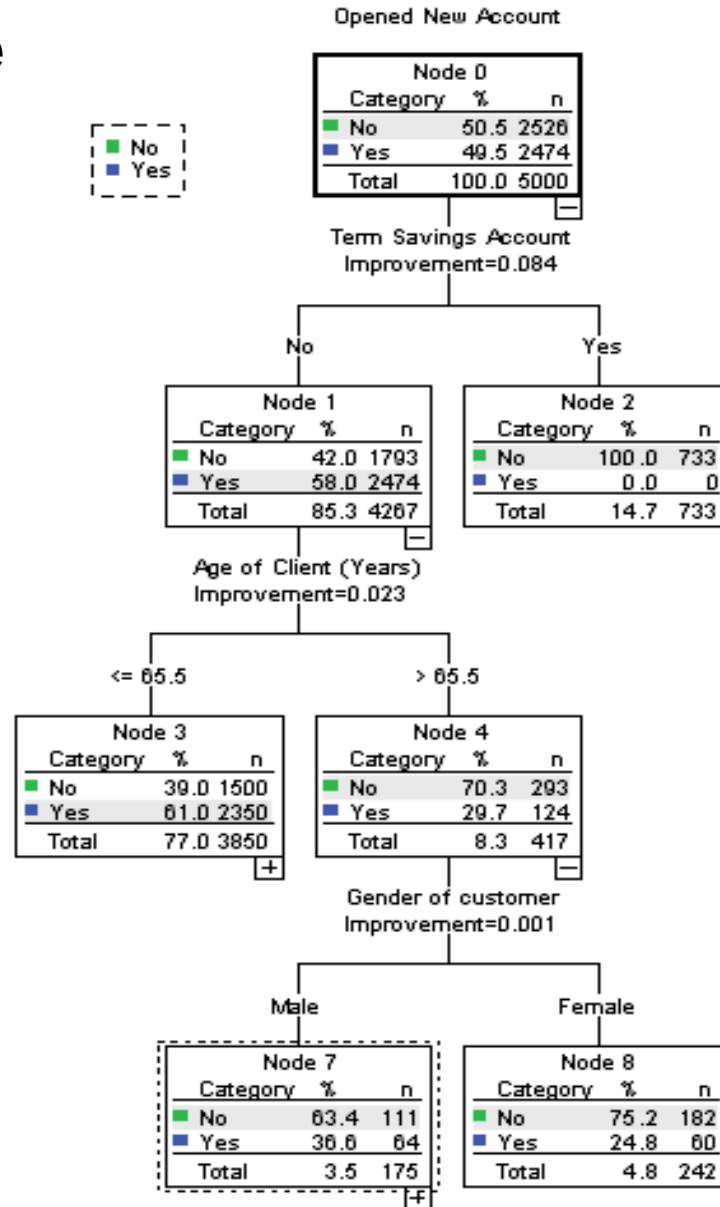 Opened New Account
e
No
Yes
Node 0
Category % n
No 50.5 2526
Yes 49.5 2474
Total 100.0 5000
Term Savings Account
Improvement=0.084
No Yes
Node 1
Category % n
No 42.0 1793
Yes 58.0 2474
Total 85.3 4267
Node 2
Category % n
No 100.0 733
Yes 0.0 0
Total 14.7 733
Age of Client (Years)
Improvement=0.023
<= 65.5 > 65.5
Node 3
Category % n
No 39.0 1500
Yes 61.0 2350
Total 77.0 3850
Node 4
Category % n
No 70.3 293
Yes 29.7 124
Total 8.3 417
Gender of customer
Improvement=0.001
Male Female
Node 7
Category % n
No 63.4 111
Yes 36.6 64
Total 3.5 175
Node 8
Category % n
No 75.2 182
Yes 24.8 60
Total 4.8 242